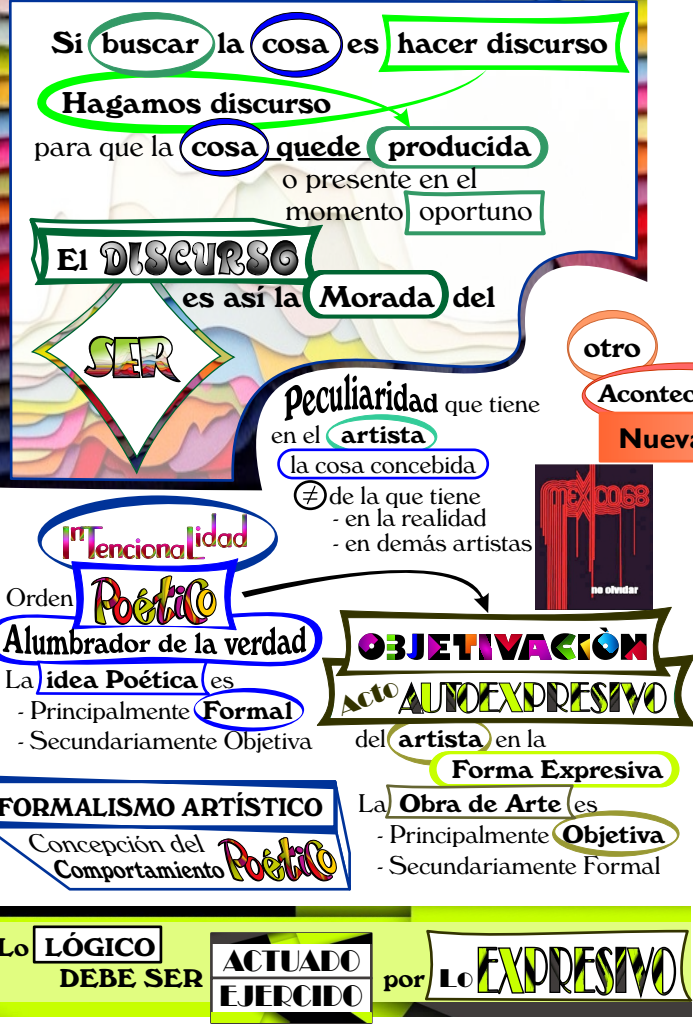 Si buscar la cosa es hacer discurso
Hagamos discurso
para que la cosa quede producida
o presente en el
momento oportuno
El DISCURSO
es así la Morada del
SER
otro
Acontec
Nueva
Peculiaridad que tiene
en el artista
la cosa concebida
≠ de la que tiene
- en la realidad
- en demás artistas
MEXICO68
no olvidar
InTencionaLidad
Orden Poético
Alumbrador de la verdad
La idea Poética es
- Principalmente Formal
- Secundariamente Objetiva
OBJETIVACIÒN
Acto AUTOEXPRESIVO
del artista en la
Forma Expresiva
La Obra de Arte es
- Principalmente Objetiva
- Secundariamente Formal
FORMALISMO ARTÍSTICO
Concepción del
Comportamiento Poético
Lo LÓGICO
DEBE SER ACTUADO
EJERCIDO por Lo EXPRESIVO